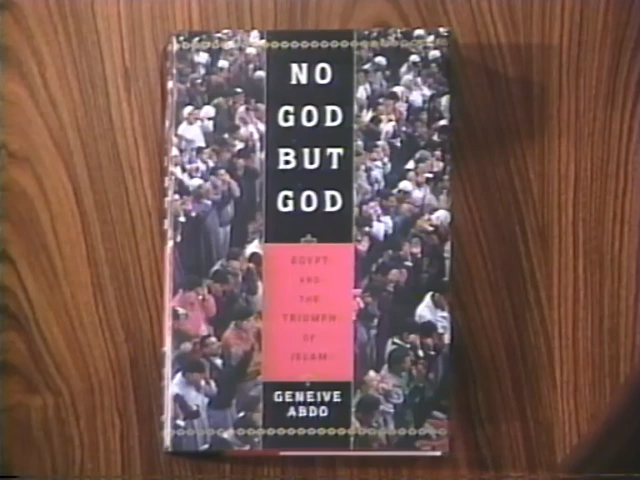 NO
GOD
BUT
GOD
EGYPT
AND
THE
TRIUMPH
OF
ISLAM
GENEIVE
ABDO